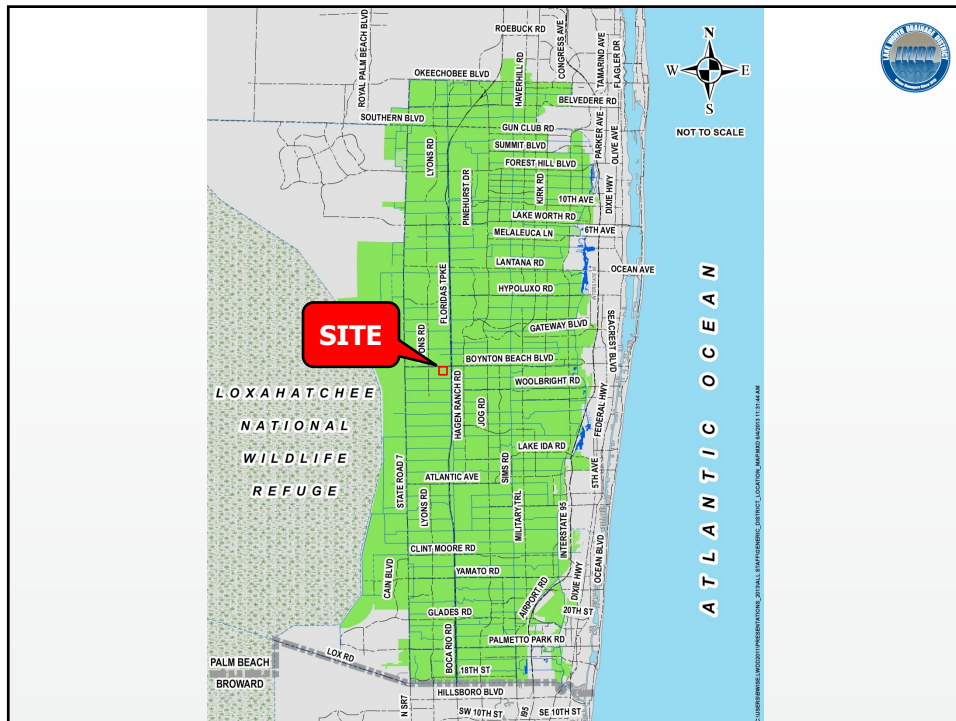 ROEBUCK RD
CONGRESS AVE
TAMARIND AVE
FLAGLER DR
ROYAL PALM BEACH BLVD
OKEECHOBEE BLVD
HAVERHILL RD
BELVEDERE RD
SOUTHERN BLVD
GUN CLUB RD
SUMMIT BLVD
PARKER AVE
OLIVE AVE
LYONS RD
FOREST HILL BLVD
PINEHURST DR
KIRK RD
10TH AVE
DIXIE HWY
LAKE WORTH RD
6TH AVE
MELALEUCA LN
LANTANA RD
OCEAN AVE
HYPOLUXO RD
FLORIDAS TPKE
GATEWAY BLVD
SEACREST BLVD
SITE
YONS RD
BOYNTON BEACH BLVD
WOOLBRIGHT RD
HAGEN RANCH RD
JOG RD
FEDERAL HWY
LAKE IDA RD
SIMS RD
5TH AVE
ATLANTIC AVE
STATE ROAD 7
LYONS RD
MILITARY TRL
INTERSTATE 95
CLINT MOORE RD
OCEAN BLVD
CAIN BLVD
YAMATO RD
DIXIE HWY
AIRPORT RD
20TH ST
GLADES RD
BOCA RIO RD
PALMETTO PARK RD
LOX RD
18TH ST
PALM BEACH
BROWARD
HILLSBORO BLVD
N SR7
SW 10TH ST
I95
SE 10TH ST
LOXAHATCHEE
NATIONAL
WILDLIFE
REFUGE
N
W
E
S
NOT TO SCALE
ATLANTIC OCEAN
LWDD